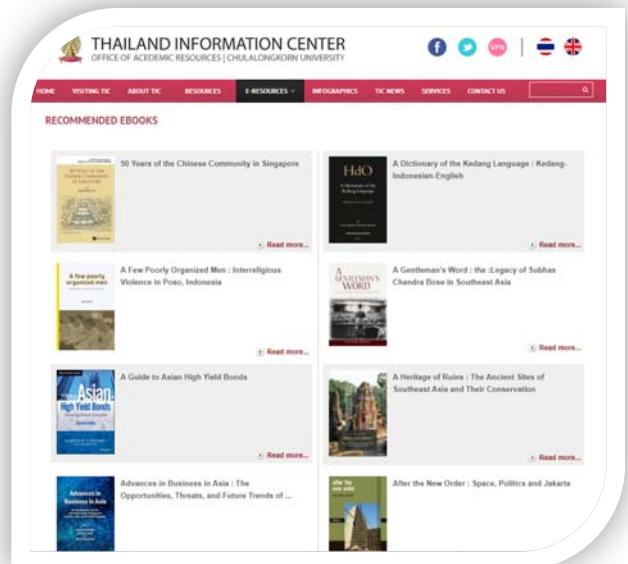 THAILAND INFORMATION CENTER
OFFICE OF ACEDEMIC RESOURCES | CHULALONGKORN UNIVERSITY
VPN
HOME VISITING TIC ABOUT TIC RESOURCES E-RESOURCES INFOGRAPHICS TIC NEWS SERVICES CONTACT US
RECOMMENDED EBOOKS
50 Years of the Chinese Community in Singapore
Read more...
HdO
A Dictionary of the Kedang Language : Kedang-
Indonesian-English
Read more...
A few poorly
organized men
A Few Poorly Organized Men : Interreligious
Violence in Poso, Indonesia
Read more...
A
GENTLEMAN'S
WORD
A Gentleman's Word : the :Legacy of Subhas
Chandra Bose in Southeast Asia
Read more...
Asian
High Yield Bonds
A Guide to Asian High Yield Bonds
Read more...
A Heritage of Ruins : The Ancient Sites of
Southeast Asia and Their Conservation
Read more...
Advances in
Business in Asia
Advances in Business in Asia : The
Opportunities, Threats, and Future Trends of ...
after the
new order
After the New Order : Space, Politics and Jakarta